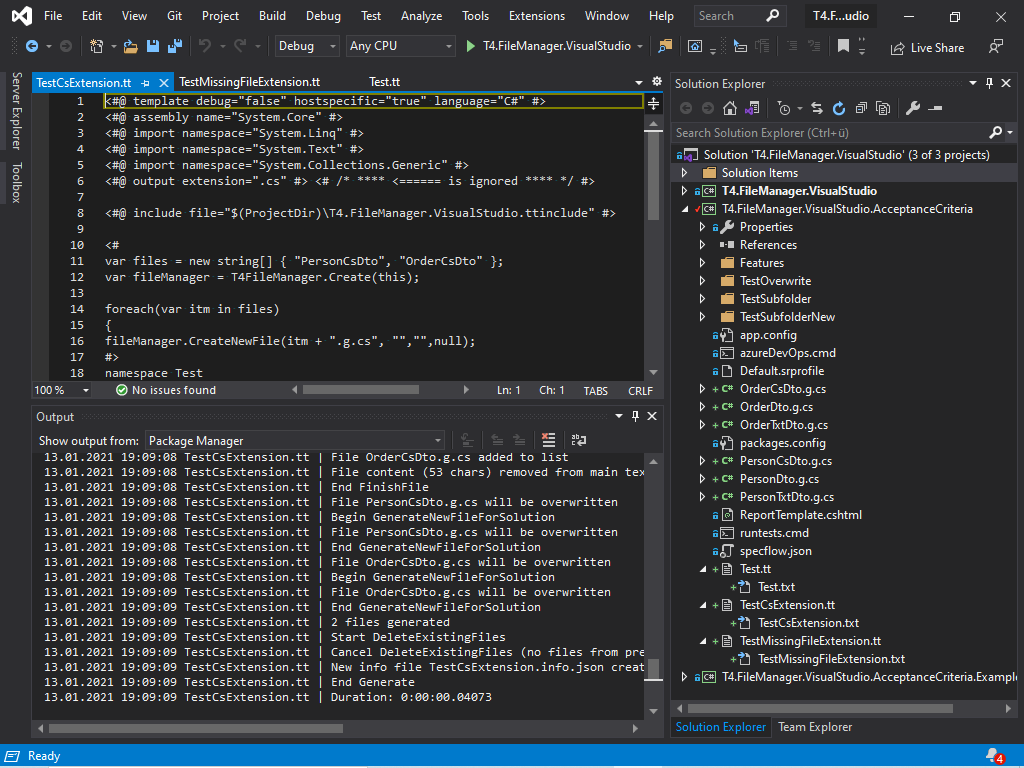 File Edit View Git Project Build Debug Test Analyze Tools Extensions Window Help Search T4.F...udio
Debug Any CPU T4.FileManager.VisualStudio Live Share
Server Explorer
Toolbox
TestCsExtension.tt TestMissingFileExtension.tt Test.tt
1 <#@ template debug="false" hostspecific="true" language="C#" #>
2 <#@ assembly name="System.Core" #>
3 <#@ import namespace="System.Linq" #>
4 <#@ import namespace="System.Text" #>
5 <#@ import namespace="System.Collections.Generic" #>
6 <#@ output extension=".cs" #> <# /* **** <====== is ignored **** */ #>
7
8 <#@ include file="$(ProjectDir)\T4.FileManager.VisualStudio.ttinclude" #>
9
10 <#
11 var files = new string[] { "PersonCsDto", "OrderCsDto" };
12 var fileManager = T4FileManager.Create(this);
13
14 foreach(var itm in files)
15 {
16 fileManager.CreateNewFile(itm + ".g.cs", "","",null);
17 #>
18 namespace Test
100 % No issues found Ln: 1 Ch: 1 TABS CRLF
Output
Show output from: Package Manager
13.01.2021 19:09:08 TestCsExtension.tt | File OrderCsDto.g.cs added to list
13.01.2021 19:09:08 TestCsExtension.tt | File content (53 chars) removed from main tex
13.01.2021 19:09:08 TestCsExtension.tt | End FinishFile
13.01.2021 19:09:08 TestCsExtension.tt | File PersonCsDto.g.cs will be overwritten
13.01.2021 19:09:08 TestCsExtension.tt | Begin GenerateNewFileForSolution
13.01.2021 19:09:08 TestCsExtension.tt | File PersonCsDto.g.cs will be overwritten
13.01.2021 19:09:08 TestCsExtension.tt | End GenerateNewFileForSolution
13.01.2021 19:09:08 TestCsExtension.tt | File OrderCsDto.g.cs will be overwritten
13.01.2021 19:09:08 TestCsExtension.tt | Begin GenerateNewFileForSolution
13.01.2021 19:09:09 TestCsExtension.tt | File OrderCsDto.g.cs will be overwritten
13.01.2021 19:09:09 TestCsExtension.tt | End GenerateNewFileForSolution
13.01.2021 19:09:09 TestCsExtension.tt | 2 files generated
13.01.2021 19:09:09 TestCsExtension.tt | Start DeleteExistingFiles
13.01.2021 19:09:09 TestCsExtension.tt | Cancel DeleteExistingFiles (no files from pre
13.01.2021 19:09:09 TestCsExtension.tt | New info file TestCsExtension.info.json creat
13.01.2021 19:09:09 TestCsExtension.tt | End Generate
13.01.2021 19:09:09 TestCsExtension.tt | Duration: 0:00:00.04073
Solution Explorer
Search Solution Explorer (Ctrl+ü)
Solution 'T4.FileManager.VisualStudio' (3 of 3 projects)
Solution Items
C# T4.FileManager.VisualStudio
C# T4.FileManager.VisualStudio.AcceptanceCriteria
Properties
References
Features
TestOverwrite
TestSubfolder
TestSubfolderNew
app.config
azureDevOps.cmd
Default.srprofile
C# OrderCsDto.g.cs
C# OrderDto.g.cs
C# OrderTxtDto.g.cs
packages.config
C# PersonCsDto.g.cs
C# PersonDto.g.cs
C# PersonTxtDto.g.cs
ReportTemplate.cshtml
runtests.cmd
specflow.json
Test.tt
Test.txt
TestCsExtension.tt
TestCsExtension.txt
TestMissingFileExtension.tt
TestMissingFileExtension.txt
C# T4.FileManager.VisualStudio.AcceptanceCriteria.Example
Solution Explorer Team Explorer
Ready 4